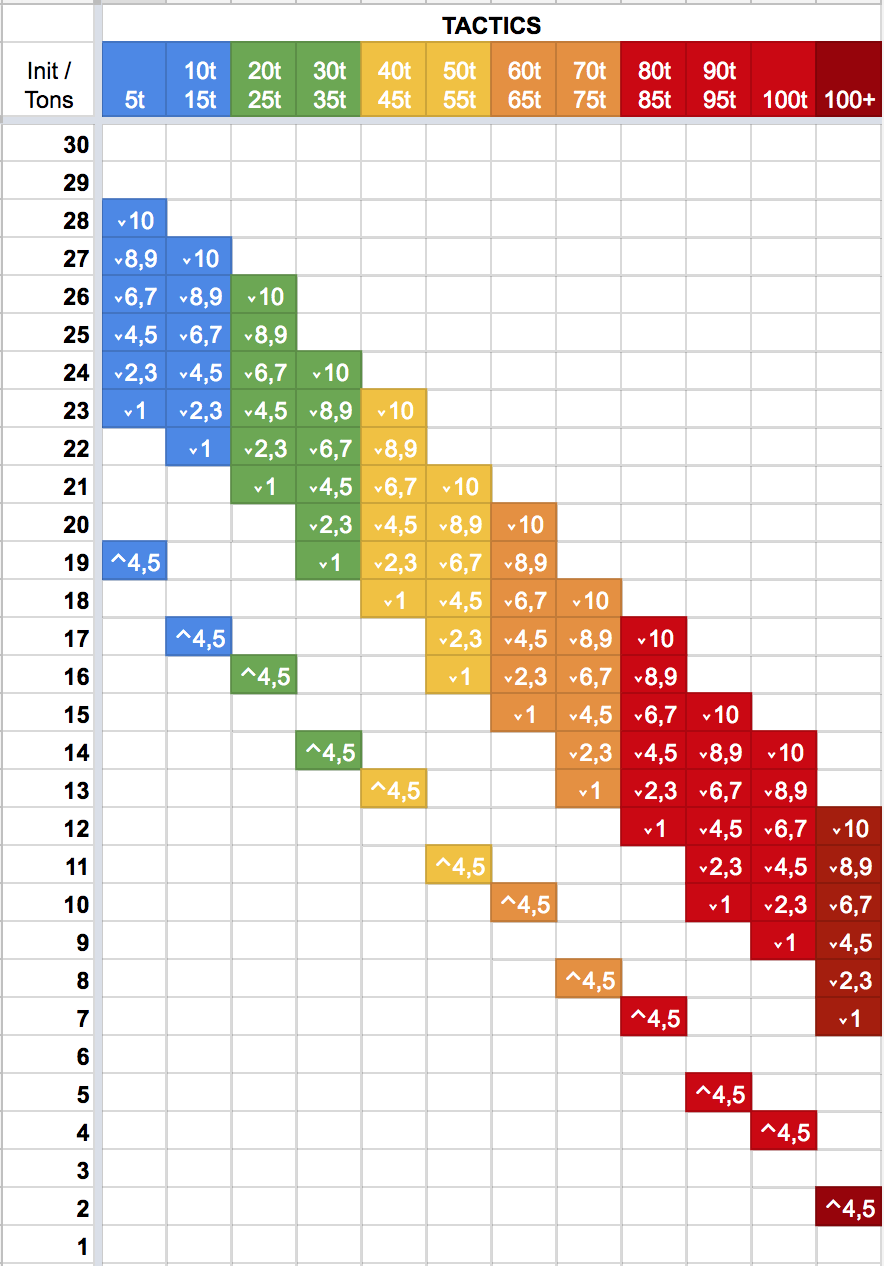 TACTICS
Init / 10t 20t 30t 40t 50t 60t 70t 80t 90t
Tons 5t 15t 25t 35t 45t 55t 65t 75t 85t 95t 100t 100+
30
29
28 ˅10
27 ˅8,9 ˅10
26 ˅6,7 ˅8,9 ˅10
25 ˅4,5 ˅6,7 ˅8,9
24 ˅2,3 ˅4,5 ˅6,7 ˅10
23 ˅1 ˅2,3 ˅4,5 ˅8,9 ˅10
22 ˅1 ˅2,3 ˅6,7 ˅8,9
21 ˅1 ˅4,5 ˅6,7 ˅10
20 ˅2,3 ˅4,5 ˅8,9 ˅10
19 ^4,5 ˅1 ˅2,3 ˅6,7 ˅8,9
18 ˅1 ˅4,5 ˅6,7 ˅10
17 ^4,5 ˅2,3 ˅4,5 ˅8,9 ˅10
16 ^4,5 ˅1 ˅2,3 ˅6,7 ˅8,9
15 ˅1 ˅4,5 ˅6,7 ˅10
14 ^4,5 ˅2,3 ˅4,5 ˅8,9 ˅10
13 ^4,5 ˅1 ˅2,3 ˅6,7 ˅8,9
12 ˅1 ˅4,5 ˅6,7 ˅10
11 ^4,5 ˅2,3 ˅4,5 ˅8,9
10 ^4,5 ˅1 ˅2,3 ˅6,7
9 ˅1 ˅4,5
8 ^4,5 ˅2,3
7 ^4,5 ˅1
6
5 ^4,5
4 ^4,5
3
2 ^4,5
1